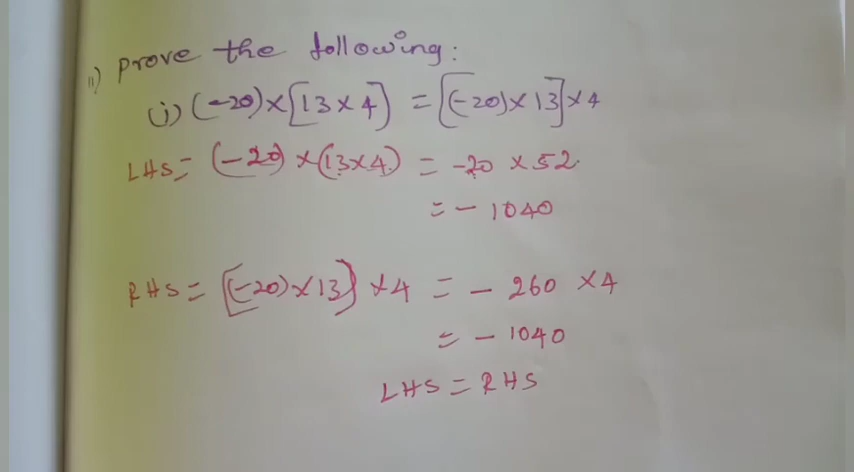 11) Prove the following:
(i) (-20) × [13 × 4] = [(-20) × 13] × 4
LHS = (-20) × (13×4) = -20 × 52
= - 1040
RHS = [(-20) × 13] × 4 = - 260 × 4
= - 1040
LHS = RHS